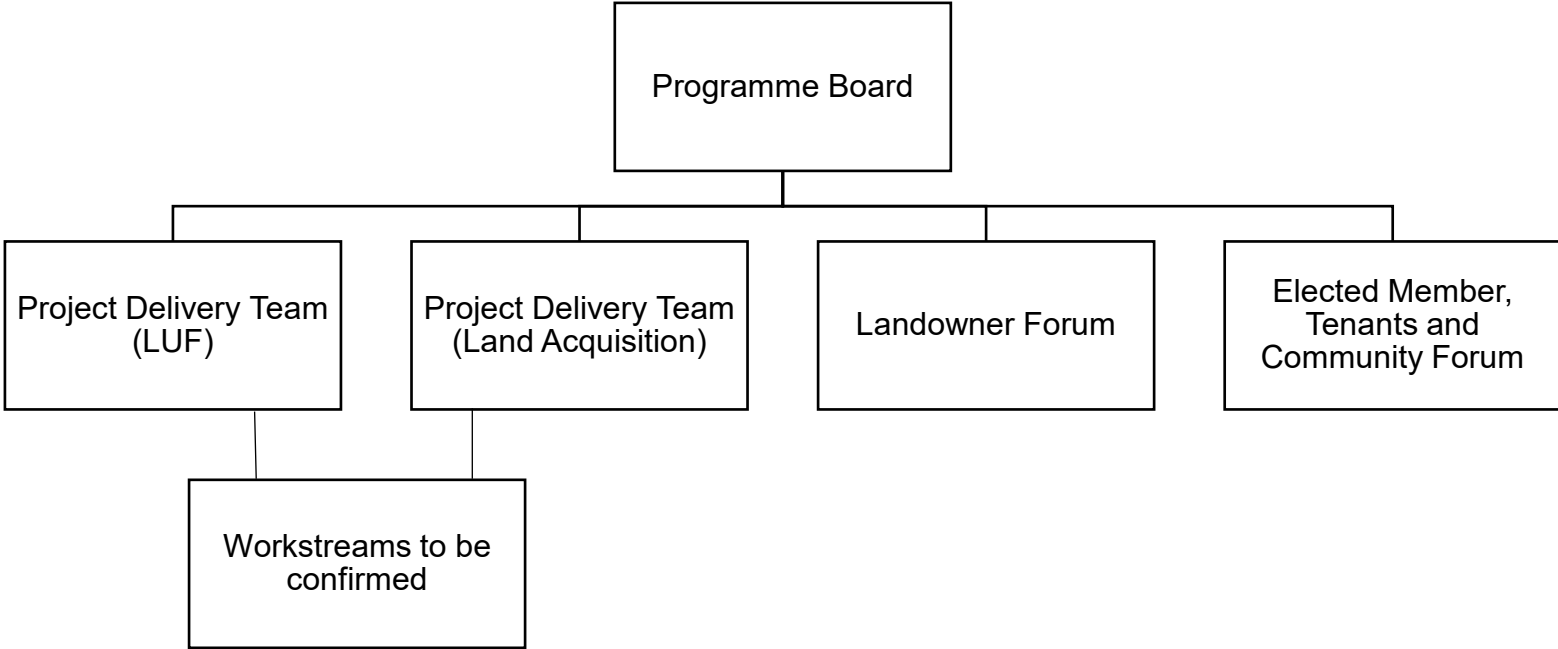 Programme Board
Project Delivery Team
(LUF)
Project Delivery Team
(Land Acquisition)
Landowner Forum
Elected Member,
Tenants and
Community Forum
Workstreams to be
confirmed